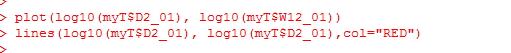 >
> plot(log10(myT$D2_01), log10(myT$W12_01))
> lines(log10(myT$D2_01), log10(myT$D2_01),col="RED")
>